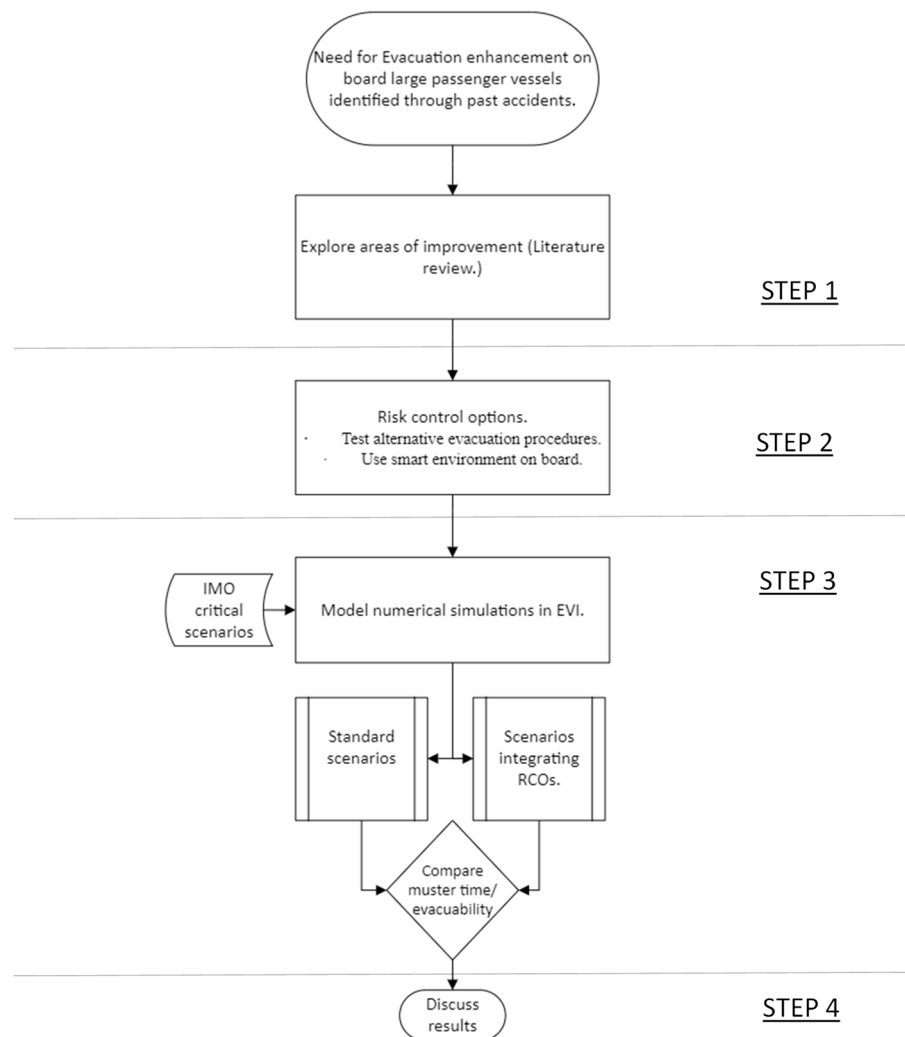 Need for Evacuation enhancement on
board large passenger vessels
identified through past accidents.
Explore areas of improvement (Literature
review.)
STEP 1
Risk control options.
· Test alternative evacuation procedures.
· Use smart environment on board.
STEP 2
STEP 3
IMO
critical
scenarios
Model numerical simulations in EVI.
Standard
scenarios
Scenarios
integrating
RCOs.
Compare
muster time/
evacuability
Discuss
results
STEP 4